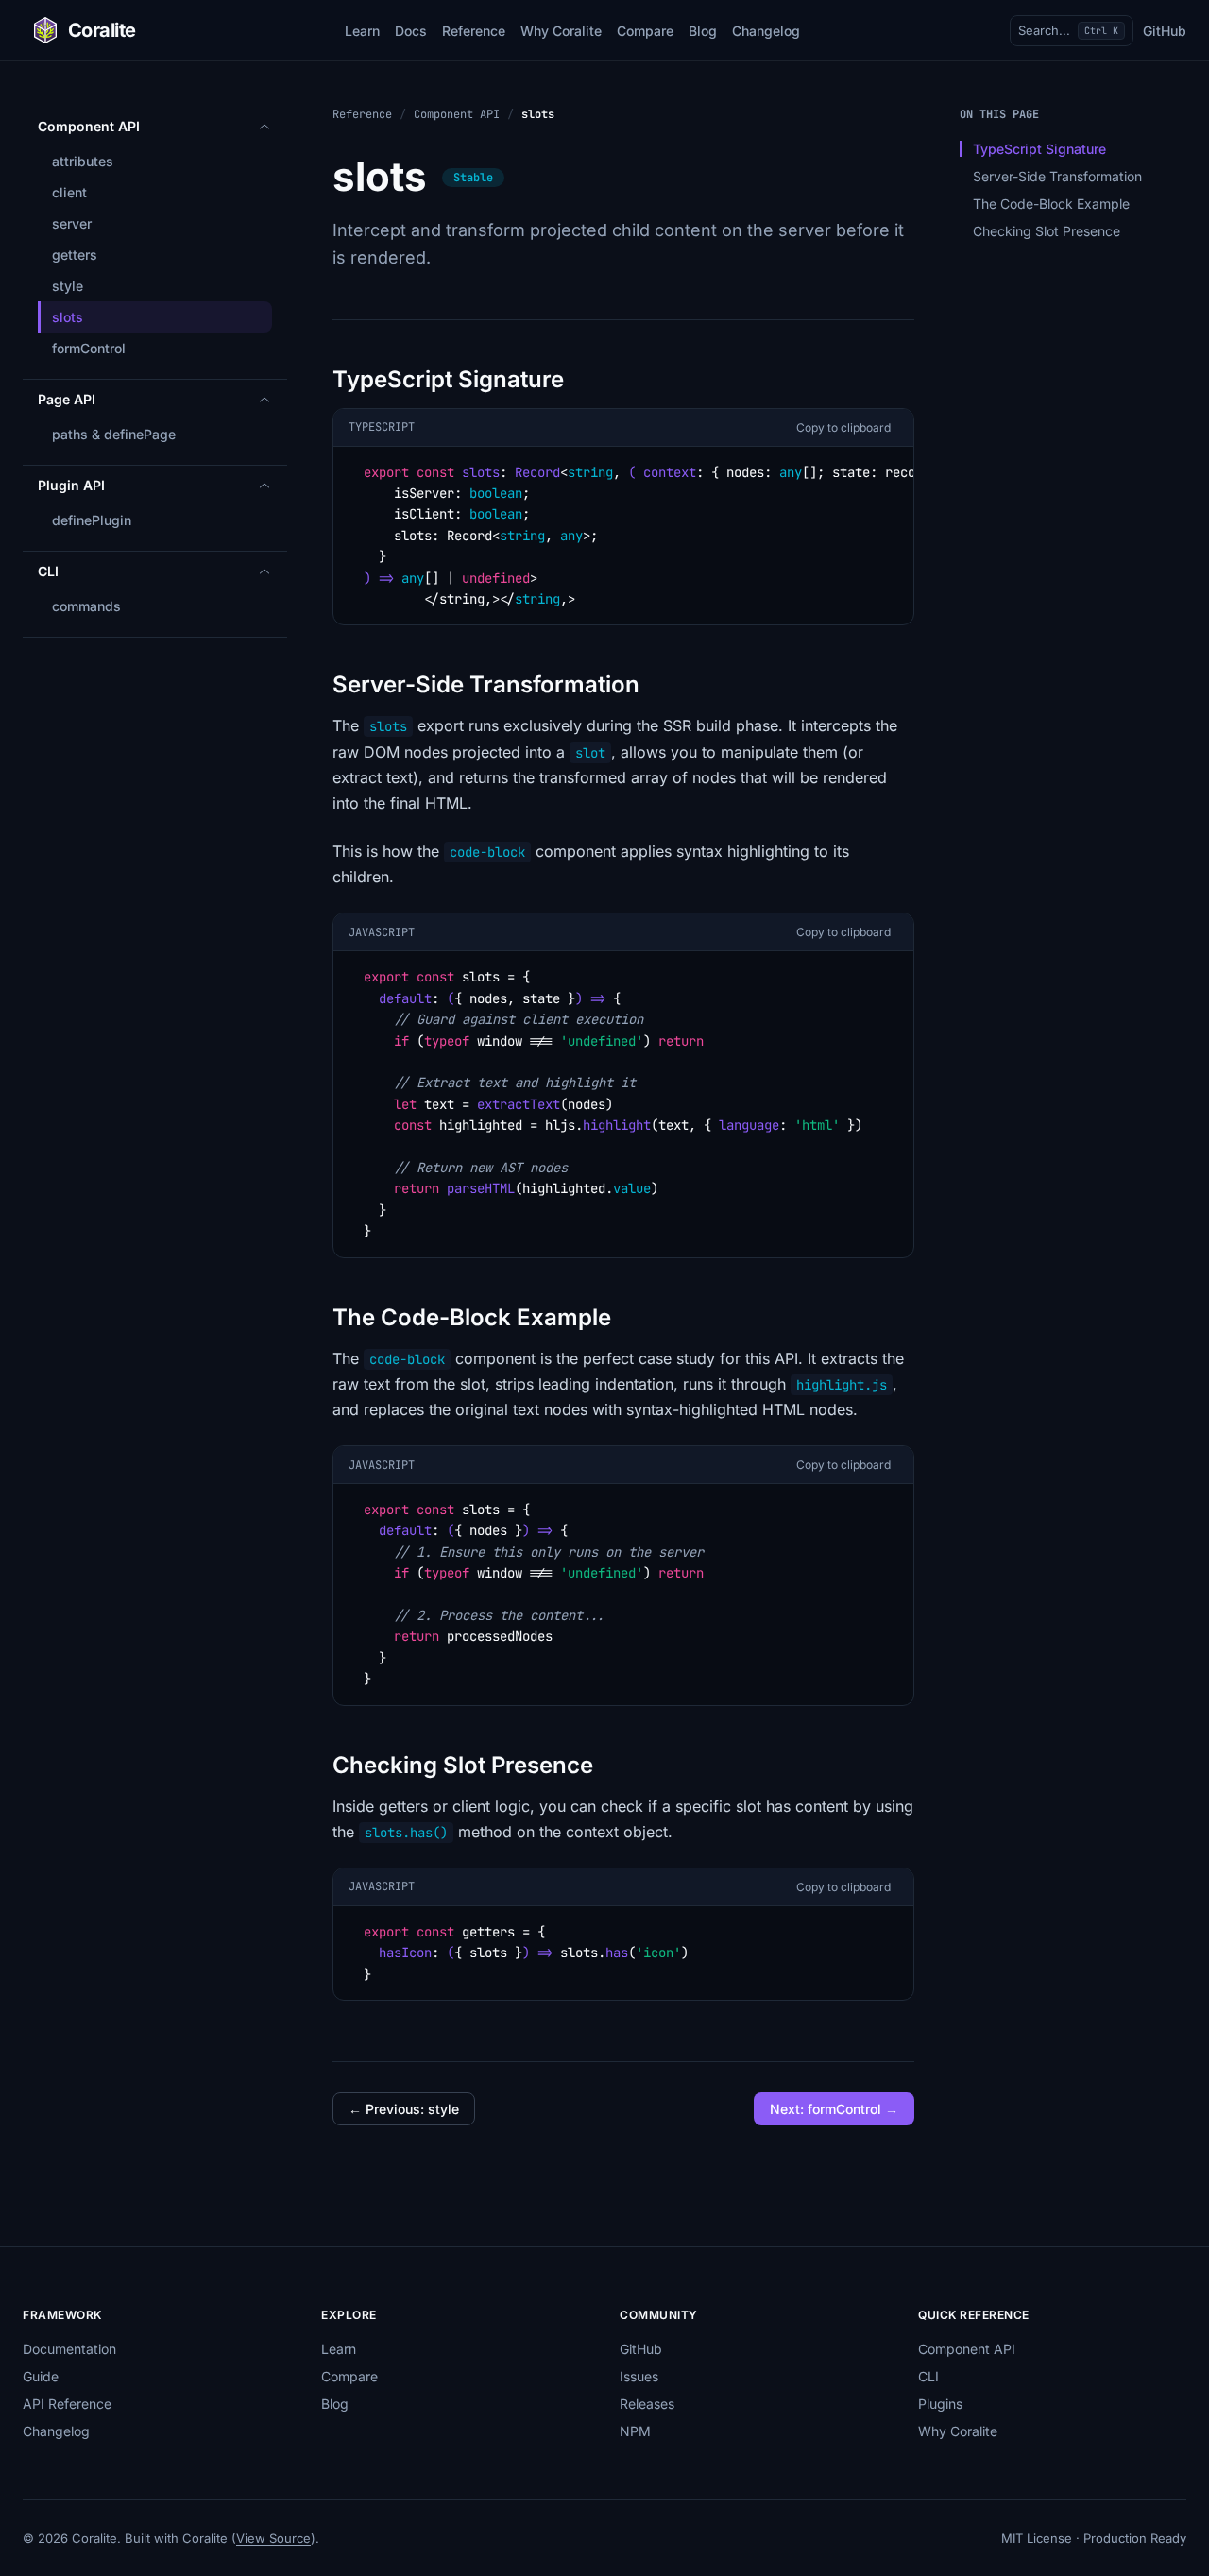 Coralite
Learn Docs Reference Why Coralite Compare Blog Changelog
Search... Ctrl K GitHub
Component API
attributes
client
server
getters
style
slots
formControl
Page API
paths & definePage
Plugin API
definePlugin
CLI
commands
Reference / Component API / slots
slots Stable
Intercept and transform projected child content on the server before it
is rendered.
TypeScript Signature
TYPESCRIPT Copy to clipboard
export const slots: Record<string, ( context: { nodes: any[]; state: reco
    isServer: boolean;
    isClient: boolean;
    slots: Record<string, any>;
  }
) => any[] | undefined>
        </string,></string,>
Server-Side Transformation
The slots export runs exclusively during the SSR build phase. It intercepts the
raw DOM nodes projected into a slot, allows you to manipulate them (or
extract text), and returns the transformed array of nodes that will be rendered
into the final HTML.
This is how the code-block component applies syntax highlighting to its
children.
JAVASCRIPT Copy to clipboard
export const slots = {
  default: ({ nodes, state }) => {
    // Guard against client execution
    if (typeof window !== 'undefined') return
    // Extract text and highlight it
    let text = extractText(nodes)
    const highlighted = hljs.highlight(text, { language: 'html' })
    // Return new AST nodes
    return parseHTML(highlighted.value)
  }
}
The Code-Block Example
The code-block component is the perfect case study for this API. It extracts the
raw text from the slot, strips leading indentation, runs it through highlight.js,
and replaces the original text nodes with syntax-highlighted HTML nodes.
JAVASCRIPT Copy to clipboard
export const slots = {
  default: ({ nodes }) => {
    // 1. Ensure this only runs on the server
    if (typeof window !== 'undefined') return
    // 2. Process the content...
    return processedNodes
  }
}
Checking Slot Presence
Inside getters or client logic, you can check if a specific slot has content by using
the slots.has() method on the context object.
JAVASCRIPT Copy to clipboard
export const getters = {
  hasIcon: ({ slots }) => slots.has('icon')
}
← Previous: style
Next: formControl →
ON THIS PAGE
TypeScript Signature
Server-Side Transformation
The Code-Block Example
Checking Slot Presence
FRAMEWORK
Documentation
Guide
API Reference
Changelog
EXPLORE
Learn
Compare
Blog
COMMUNITY
GitHub
Issues
Releases
NPM
QUICK REFERENCE
Component API
CLI
Plugins
Why Coralite
© 2026 Coralite. Built with Coralite (View Source).
MIT License · Production Ready